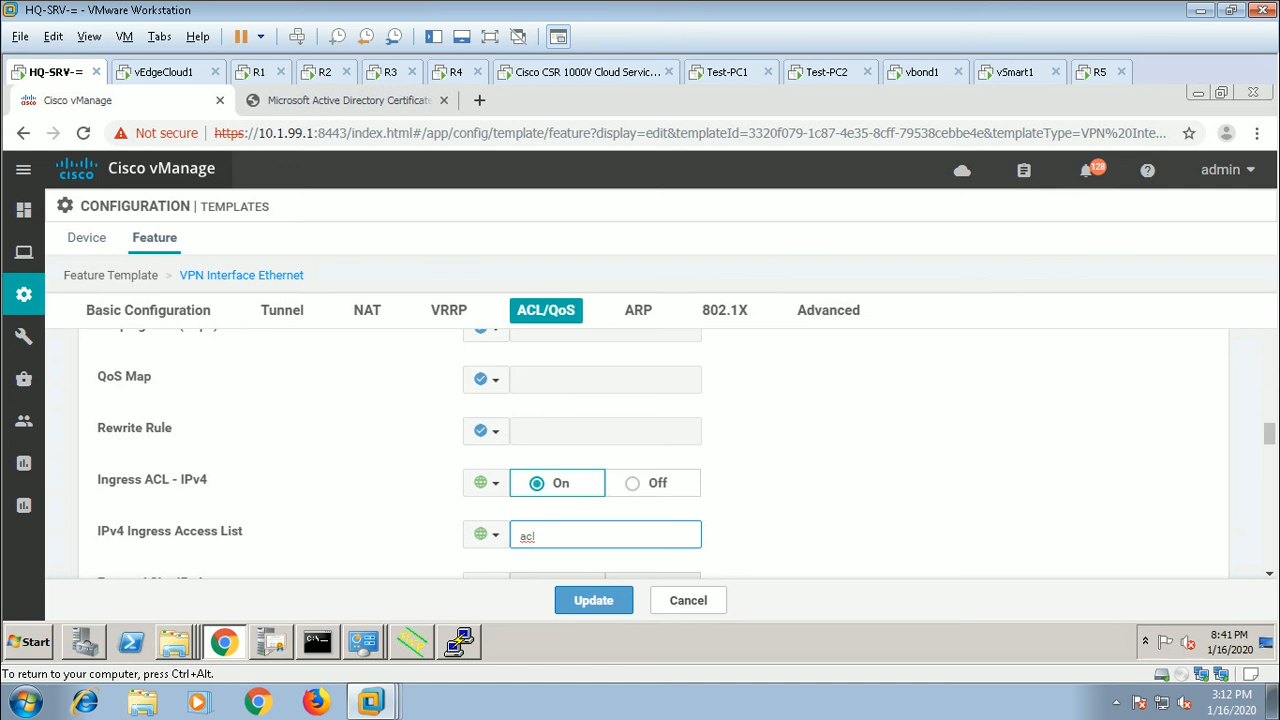 HQ-SRV-= - VMware Workstation
File Edit View VM Tabs Help
HQ-SRV-= vEdgeCloud1 R1 R2 R3 R4 Cisco CSR 1000V Cloud Servic... Test-PC1 Test-PC2 vbond1 vSmart1 R5
Cisco vManage Microsoft Active Directory Certificate
Not secure https://10.1.99.1:8443/index.html#/app/config/template/feature?display=edit&templateId=3320f079-1c87-4e35-8cff-79538cebbe4e&templateType=VPN%20Inte...
CISCO Cisco vManage 128 admin
CONFIGURATION | TEMPLATES
Device Feature
Feature Template > VPN Interface Ethernet
Basic Configuration Tunnel NAT VRRP ACL/QoS ARP 802.1X Advanced
QoS Map
Rewrite Rule
Ingress ACL - IPv4 On Off
IPv4 Ingress Access List acl
Update Cancel
Start 8:41 PM
1/16/2020
To return to your computer, press Ctrl+Alt.
3:12 PM
1/16/2020